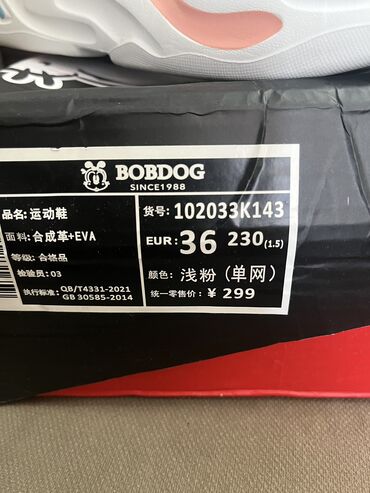 BOBDOG
SINCE1988
品名: 运动鞋
货号: 102033K143
面料: 合成革+EVA
EUR: 36 230(1.5)
等级: 合格品
检验员: 03
颜色: 浅粉(单网)
执行标准: QB/T4331-2021
GB 30585-2014
统一零售价: ¥ 299